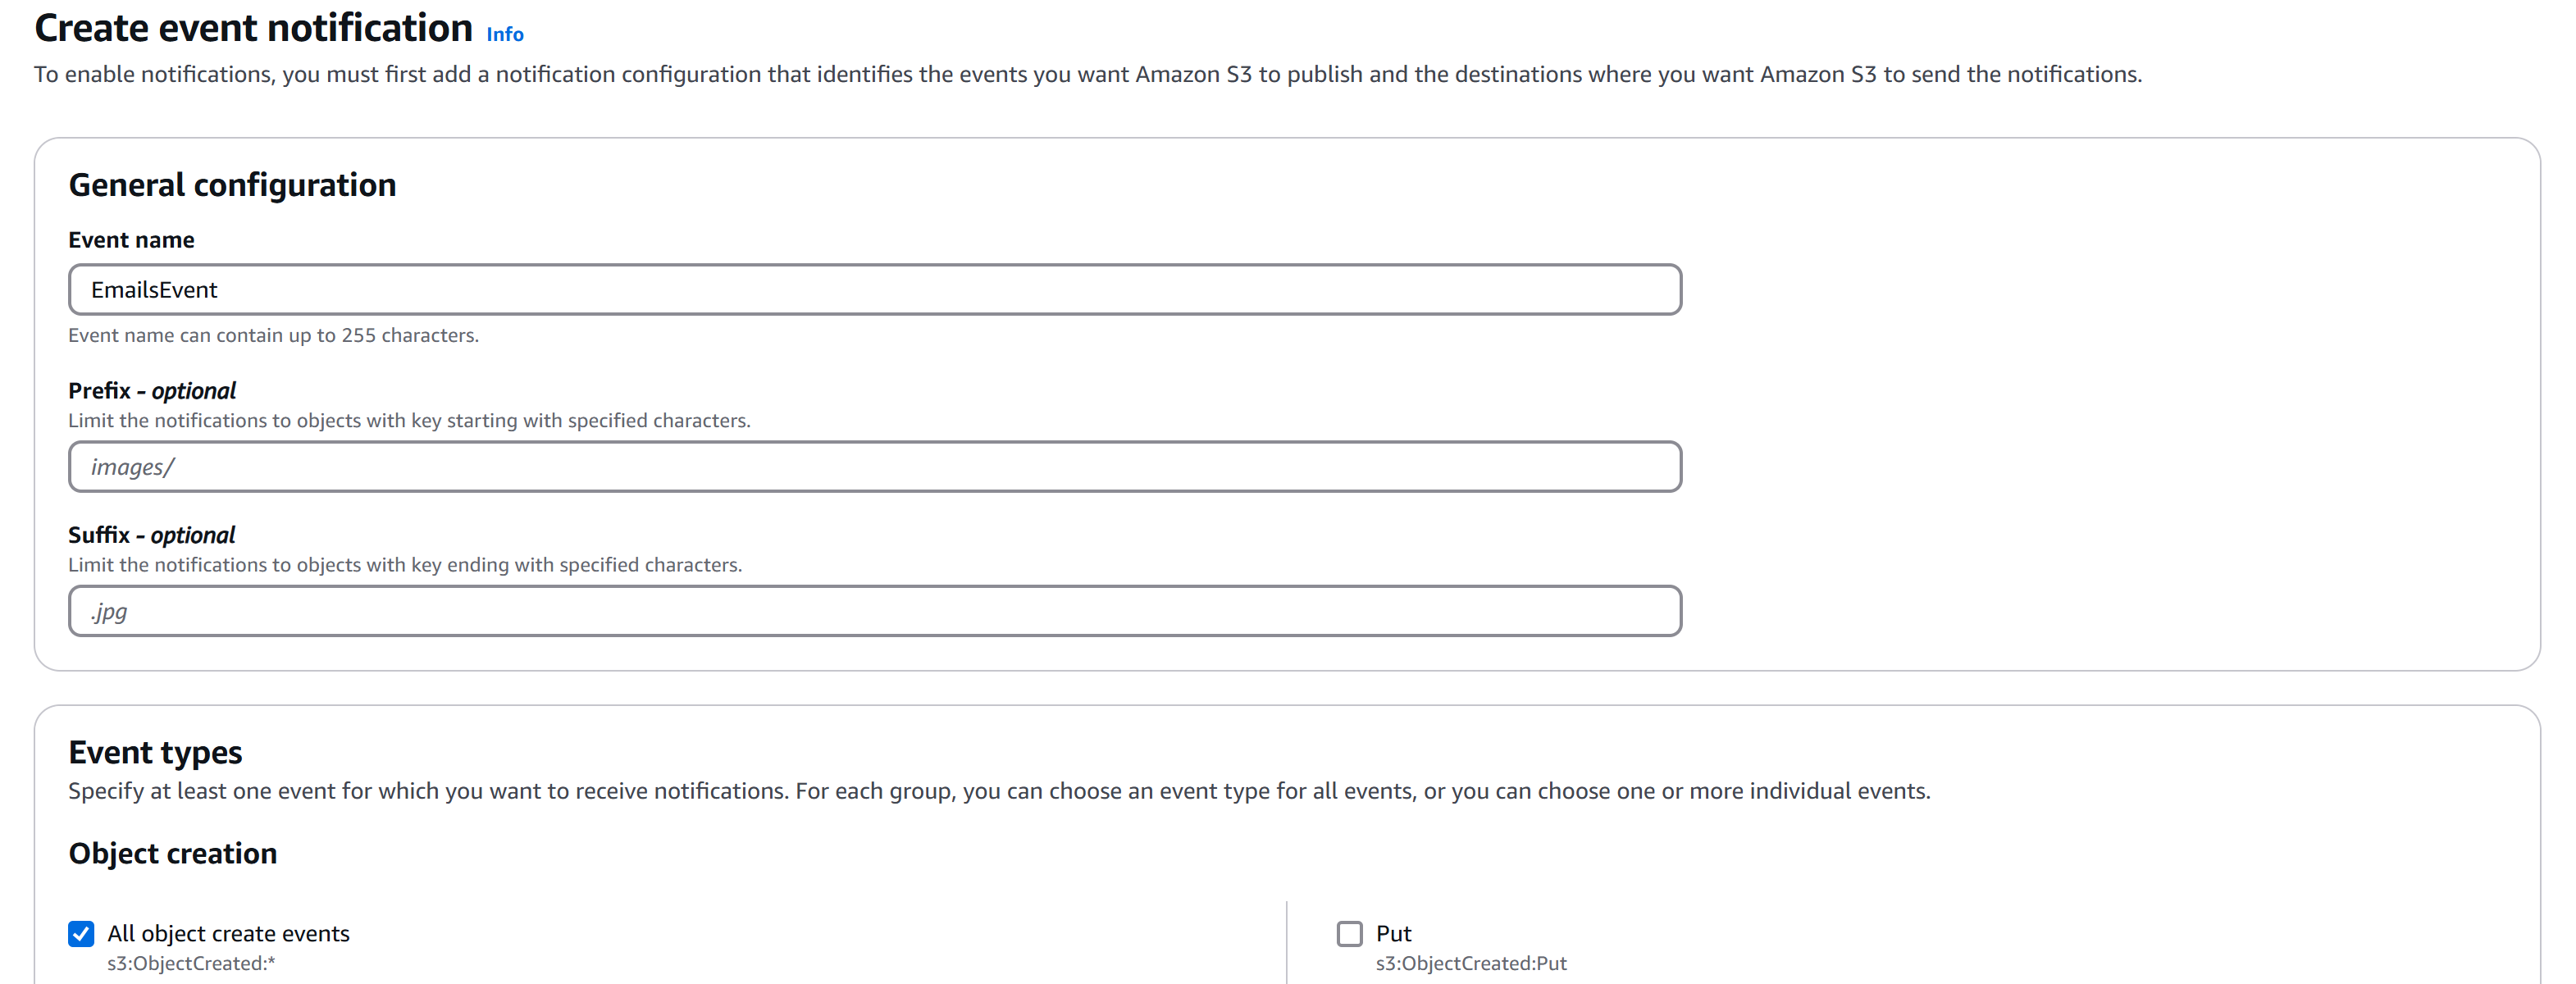 Create event notification Info
To enable notifications, you must first add a notification configuration that identifies the events you want Amazon S3 to publish and the destinations where you want Amazon S3 to send the notifications.
General configuration
Event name
EmailsEvent
Event name can contain up to 255 characters.
Prefix - optional
Limit the notifications to objects with key starting with specified characters.
images/
Suffix - optional
Limit the notifications to objects with key ending with specified characters.
.jpg
Event types
Specify at least one event for which you want to receive notifications. For each group, you can choose an event type for all events, or you can choose one or more individual events.
Object creation
All object create events
s3:ObjectCreated:*
Put
s3:ObjectCreated:Put